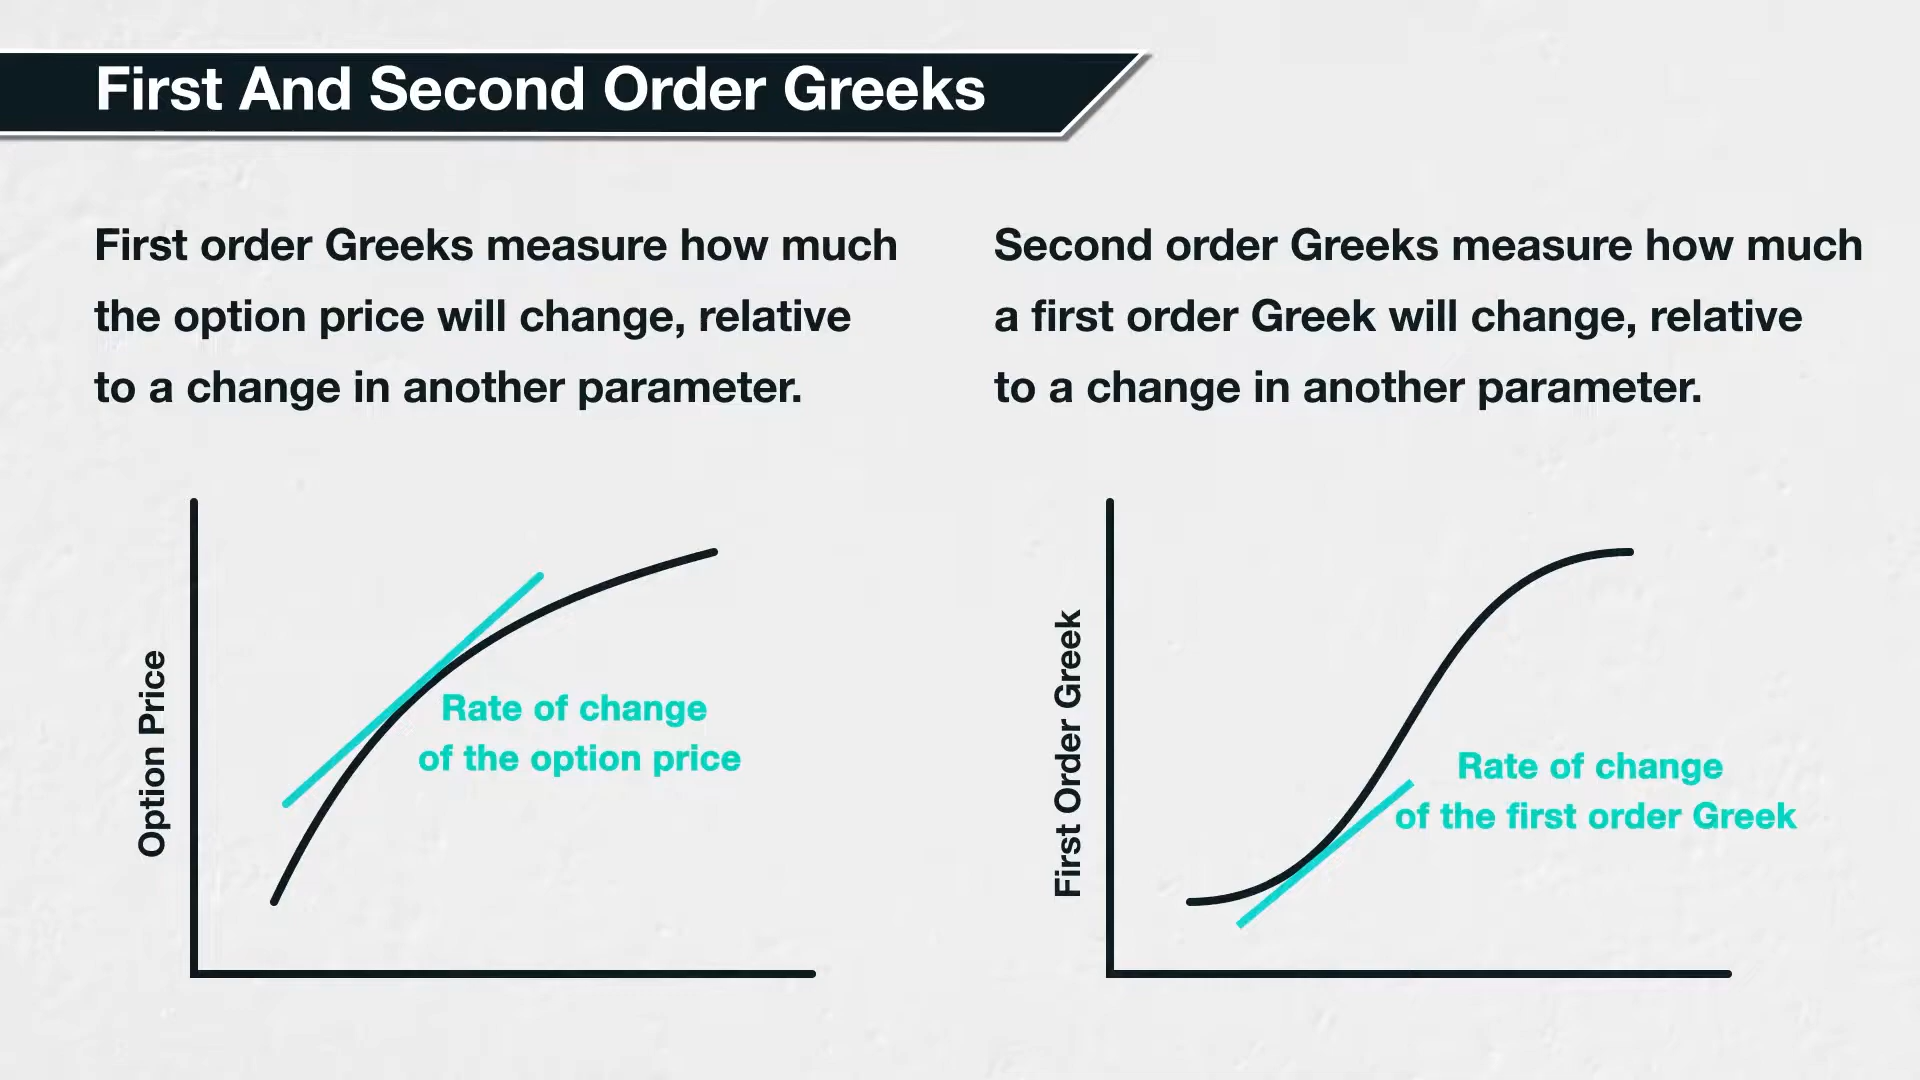 First And Second Order Greeks
First order Greeks measure how much
the option price will change, relative
to a change in another parameter.
Second order Greeks measure how much
a first order Greek will change, relative
to a change in another parameter.
Option Price
Rate of change
of the option price
First Order Greek
Rate of change
of the first order Greek